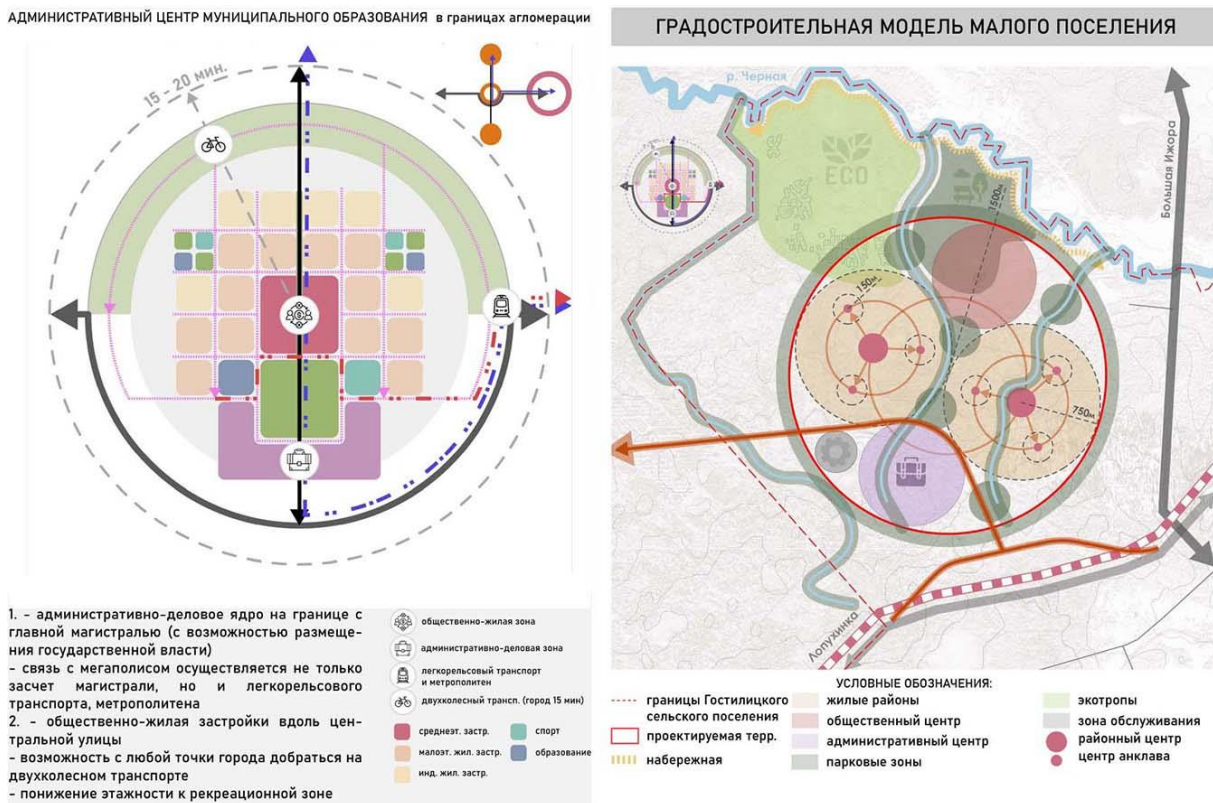 АДМИНИСТРАТИВНЫЙ ЦЕНТР МУНИЦИПАЛЬНОГО ОБРАЗОВАНИЯ в границах агломерации
15 - 20 мин.
1. - административно-деловое ядро на границе с
главной магистралью (с возможностью размеще-
ния государственной власти)
- связь с мегаполисом осуществляется не только
засчет магистрали, но и легкорельсового
транспорта, метрополитена
2. - общественно-жилая застройки вдоль цен-
тральной улицы
- возможность с любой точки города добраться на
двухколесном транспорте
- понижение этажности к рекреационной зоне
общественно-жилая зона
административно-деловая зона
легкорельсовый транспорт
и метрополитен
двухколесный трансп. (город 15 мин)
среднеэт. застр.
малоэт. жил. застр.
инд. жил. застр.
спорт
образование
ГРАДОСТРОИТЕЛЬНАЯ МОДЕЛЬ МАЛОГО ПОСЕЛЕНИЯ
р. Черная
ECO
Большая Ижора
1500м
150м
750м
Лопухинка
УСЛОВНЫЕ ОБОЗНАЧЕНИЯ:
границы Гостилицкого
сельского поселения
проектируемая терр.
набережная
жилые районы
общественный центр
административный центр
парковые зоны
экотропы
зона обслуживания
районный центр
центр анклава